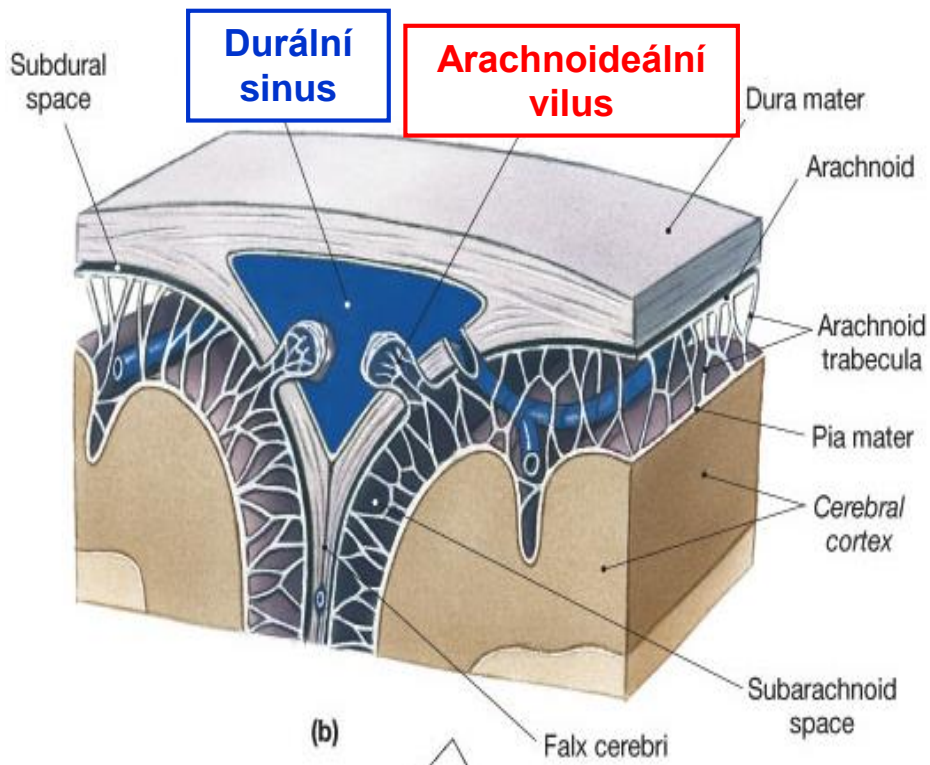 Durální
sinus
Arachnoideální
vilus
Subdural
space
Dura mater
Arachnoid
Arachnoid
trabecula
Pia mater
Cerebral
cortex
Subarachnoid
space
(b)
Falx cerebri